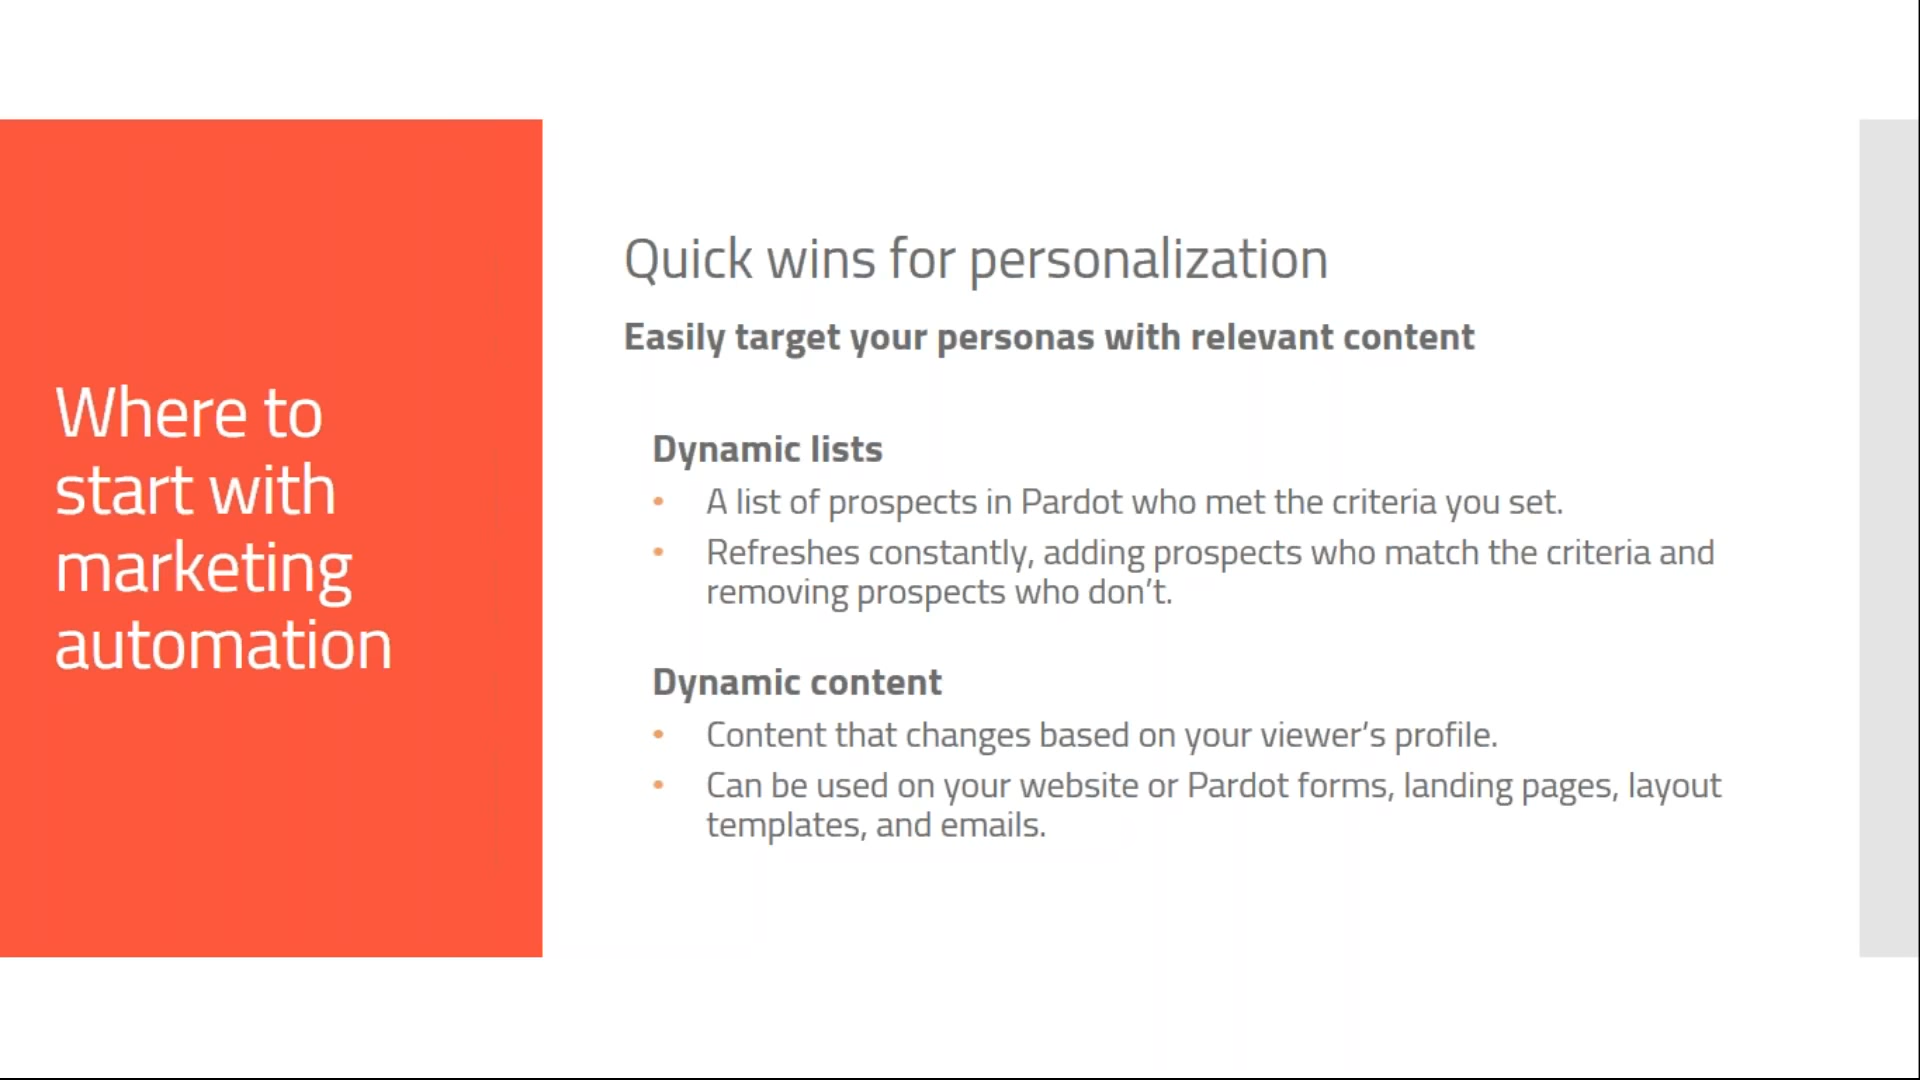 Where to
start with
marketing
automation
Quick wins for personalization
Easily target your personas with relevant content
Dynamic lists
• A list of prospects in Pardot who met the criteria you set.
• Refreshes constantly, adding prospects who match the criteria and
removing prospects who don’t.
Dynamic content
• Content that changes based on your viewer’s profile.
• Can be used on your website or Pardot forms, landing pages, layout
templates, and emails.